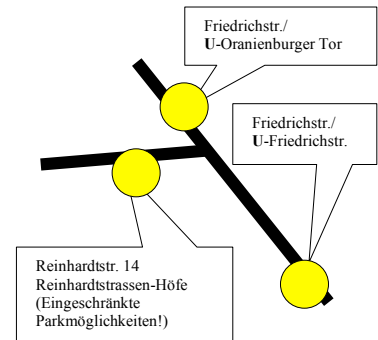 Friedrichstr./
U-Oranienburger Tor
Friedrichstr./
U-Friedrichstr.
Reinhardtstr. 14
Reinhardtstrassen-Höfe
(Eingeschränkte
Parkmöglichkeiten!)